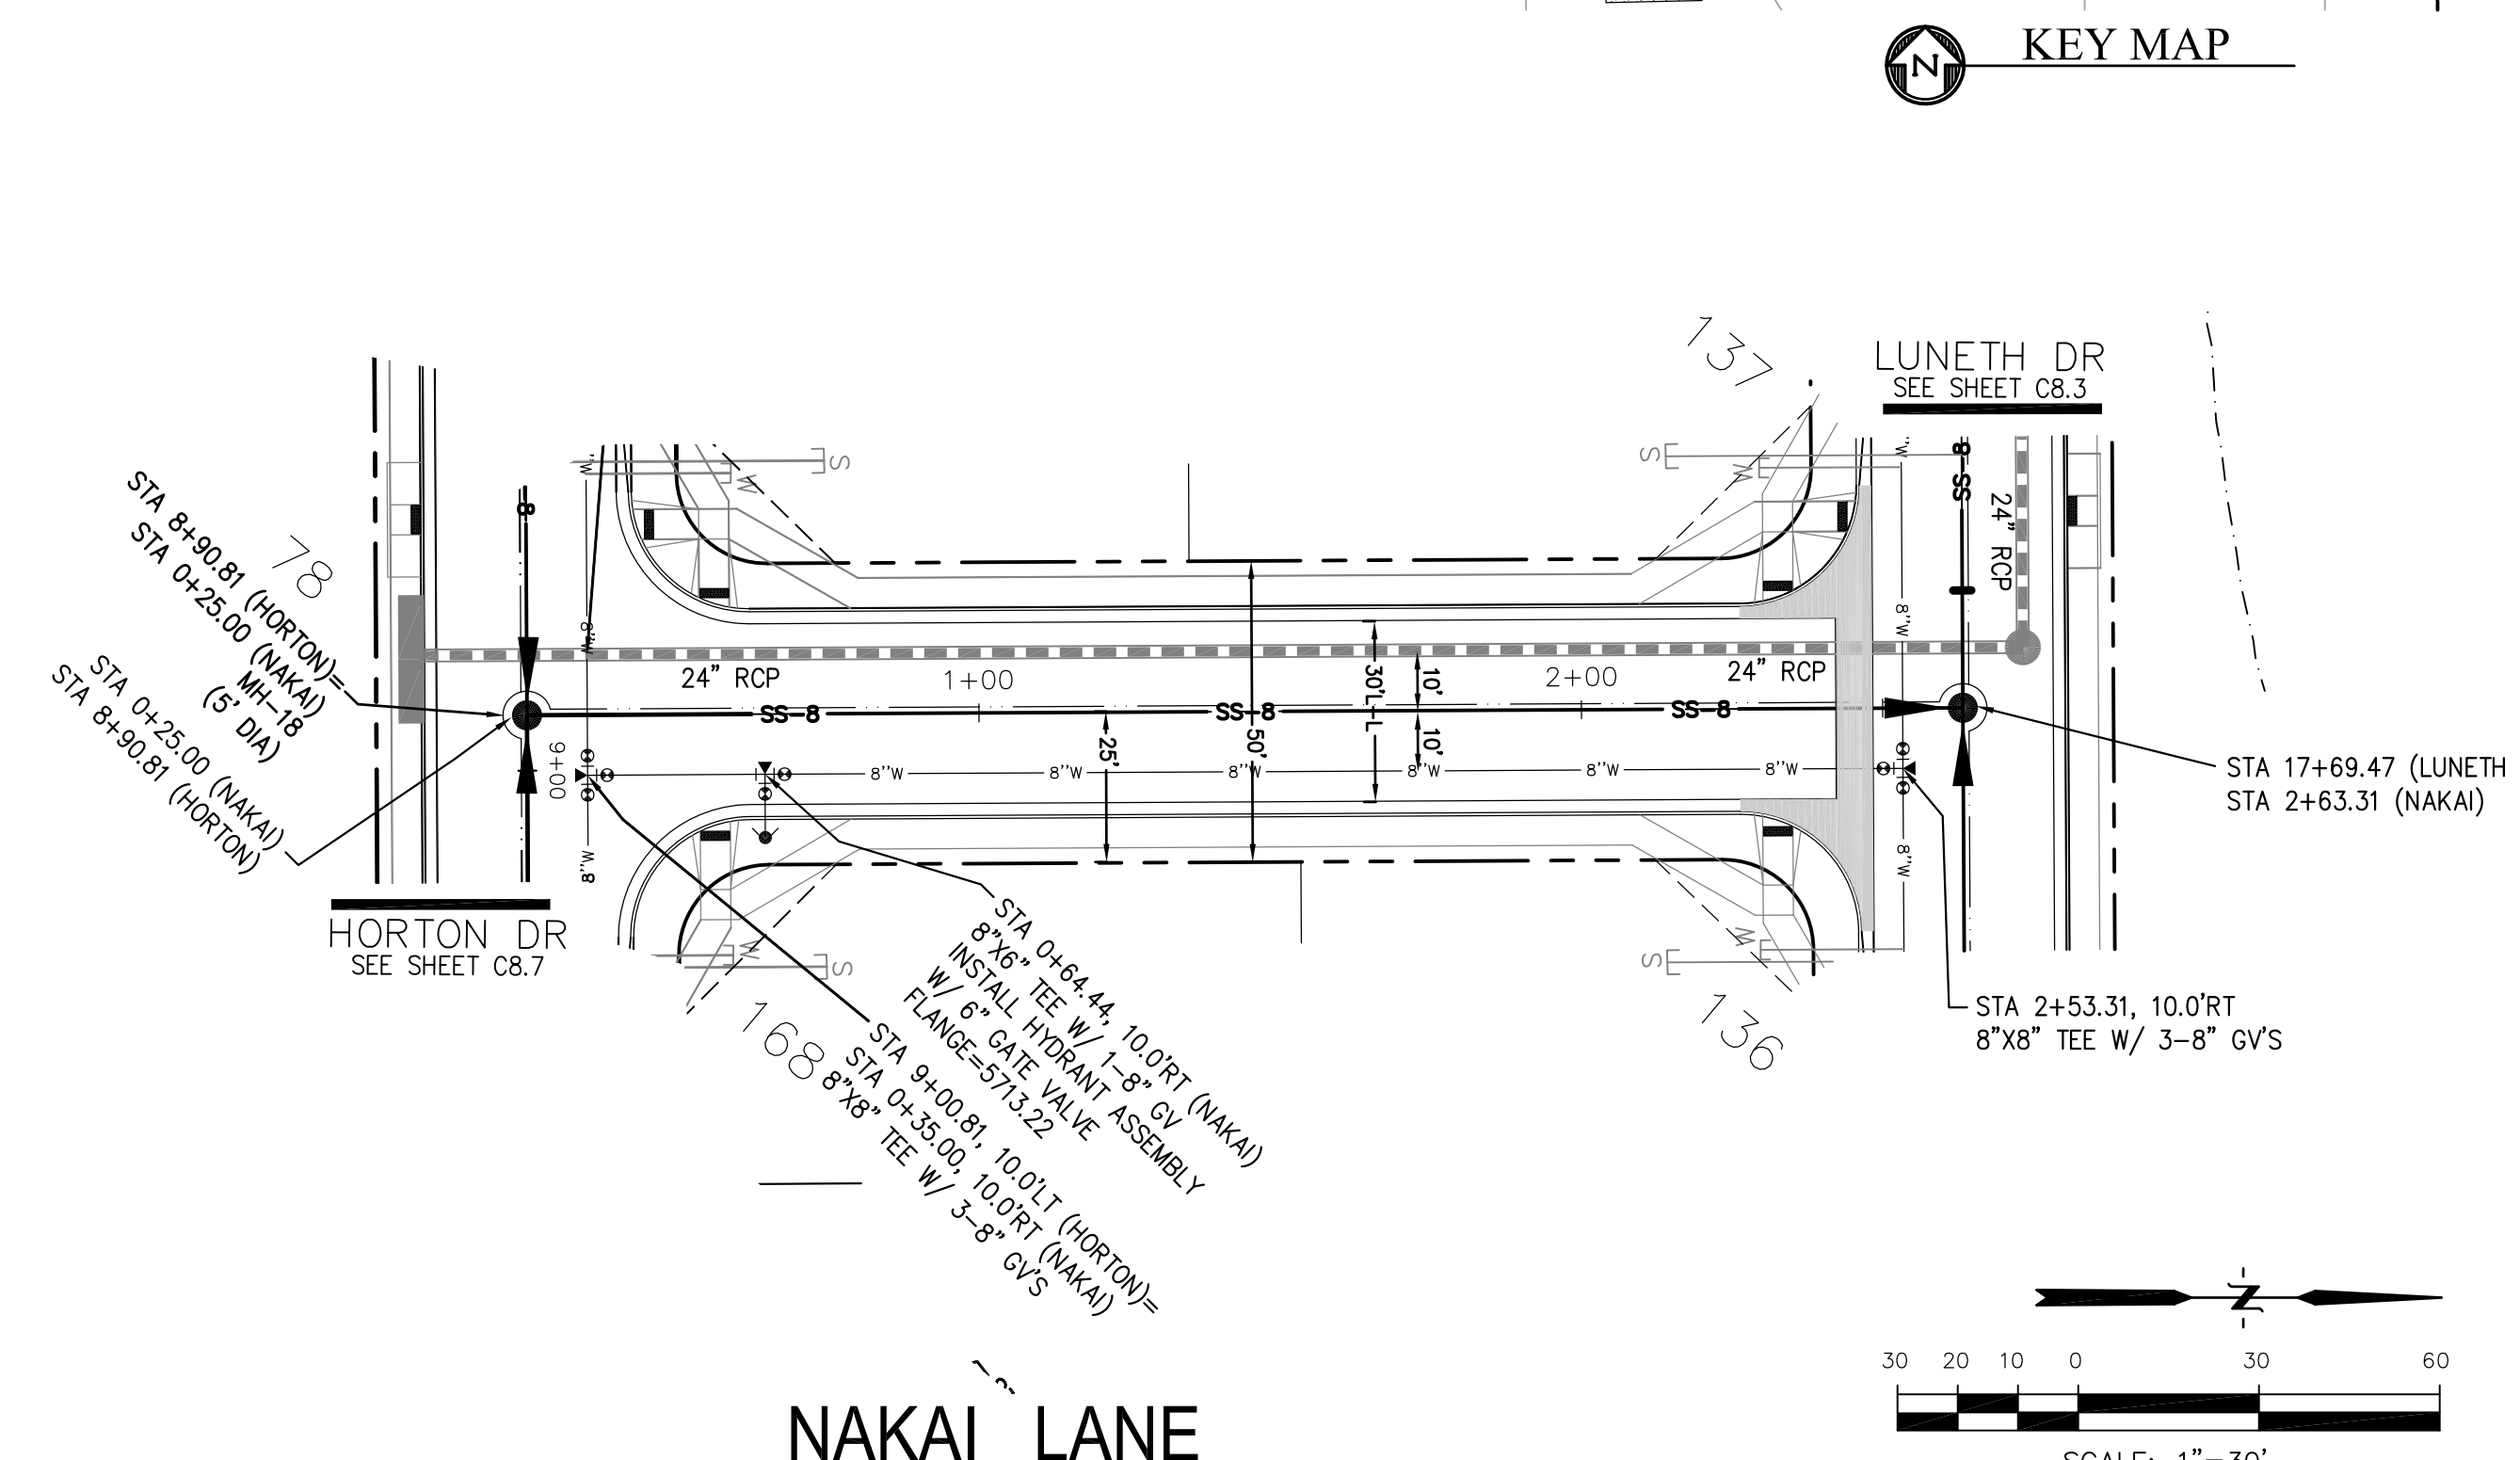 N
KEY MAP
137
LUNETH DR
SEE SHEET C8.3
S
W
"W
S
W
"W
SS-8
24" RCP
8
STA 8+90.81 (HORTON)=
STA 0+25.00 (NAKAI)
MH-18
(5' DIA)
78
STA 0+25.00 (NAKAI)
STA 8+90.81 (HORTON)
8"W
8"W
24" RCP
1+00
30'L-L
10'
2+00
24" RCP
SS-8
SS-8
SS-8
9+00
25'
50'
10'
8"W
8"W
8"W
8"W
8"W
8"W
STA 17+69.47 (LUNETH
STA 2+63.31 (NAKAI)
8"W
8"W
HORTON DR
SEE SHEET C8.7
W
S
W
S
STA 0+64.44, 10.0'RT (NAKAI)
8"X6" TEE W/ 1-8" GV
INSTALL HYDRANT ASSEMBLY
W/ 6" GATE VALVE
FLANGE=5713.22
168
136
STA 2+53.31, 10.0'RT
8"X8" TEE W/ 3-8" GV'S
STA 9+00.81, 10.0'LT (HORTON)=
STA 0+35.00, 10.0'RT (NAKAI)
8"X8" TEE W/ 3-8" GV'S
N
30 20 10 0 30 60
NAKAI LANE
SCALE: 1"=30'